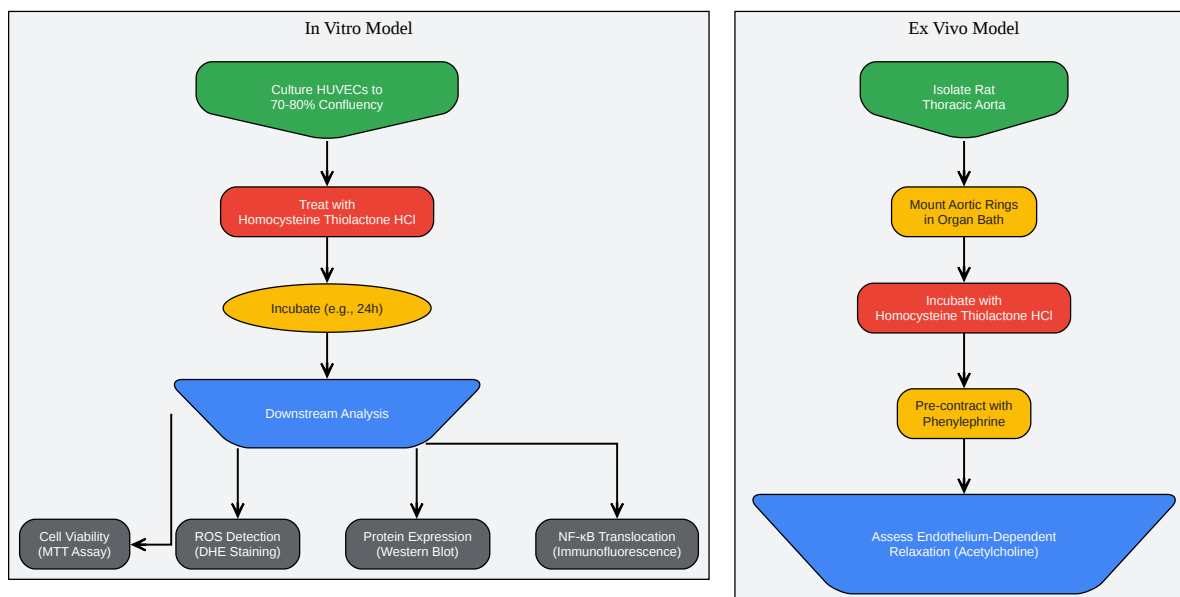 In Vitro Model
Culture HUVECs to
70-80% Confluency
Treat with
Homocysteine Thiolactone HCl
Incubate (e.g., 24h)
Downstream Analysis
Cell Viability
(MTT Assay)
ROS Detection
(DHE Staining)
Protein Expression
(Western Blot)
NF-κB Translocation
(Immunofluorescence)
Ex Vivo Model
Isolate Rat
Thoracic Aorta
Mount Aortic Rings
in Organ Bath
Incubate with
Homocysteine Thiolactone HCl
Pre-contract with
Phenylephrine
Assess Endothelium-Dependent
Relaxation (Acetylcholine)